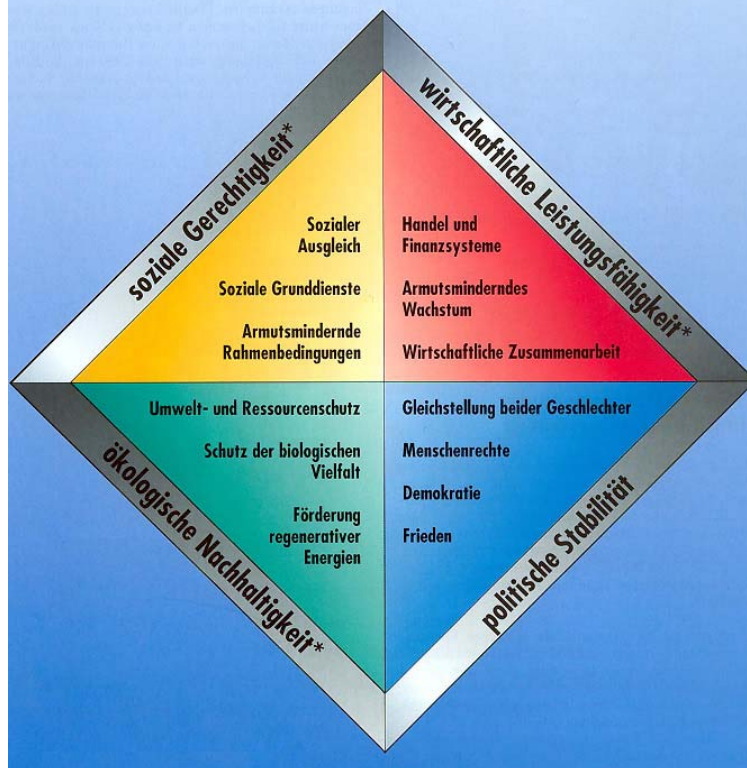 soziale Gerechtigkeit*
wirtschaftliche Leistungsfähigkeit*
Sozialer
Ausgleich
Soziale Grunddienste
Armutsmindernde
Rahmenbedingungen
Handel und
Finanzsysteme
Armutsminderndes
Wachstum
Wirtschaftliche Zusammenarbeit
Umwelt- und Ressourcenschutz
Schutz der biologischen
Vielfalt
Förderung
regenerativer
Energien
Gleichstellung beider Geschlechter
Menschenrechte
Demokratie
Frieden
ökologische Nachhaltigkeit*
politische Stabilität